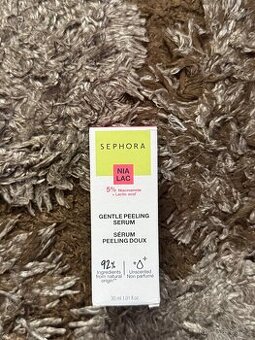 SEPHORA
NIA
LAC
5% Niacinamide
+ Lactic acid
GENTLE PEELING
SERUM
SÉRUM
PEELING DOUX
92%
Ingredients
from natural
origin
Unscented
Non parfumé
30 ml 1.01 fl.oz